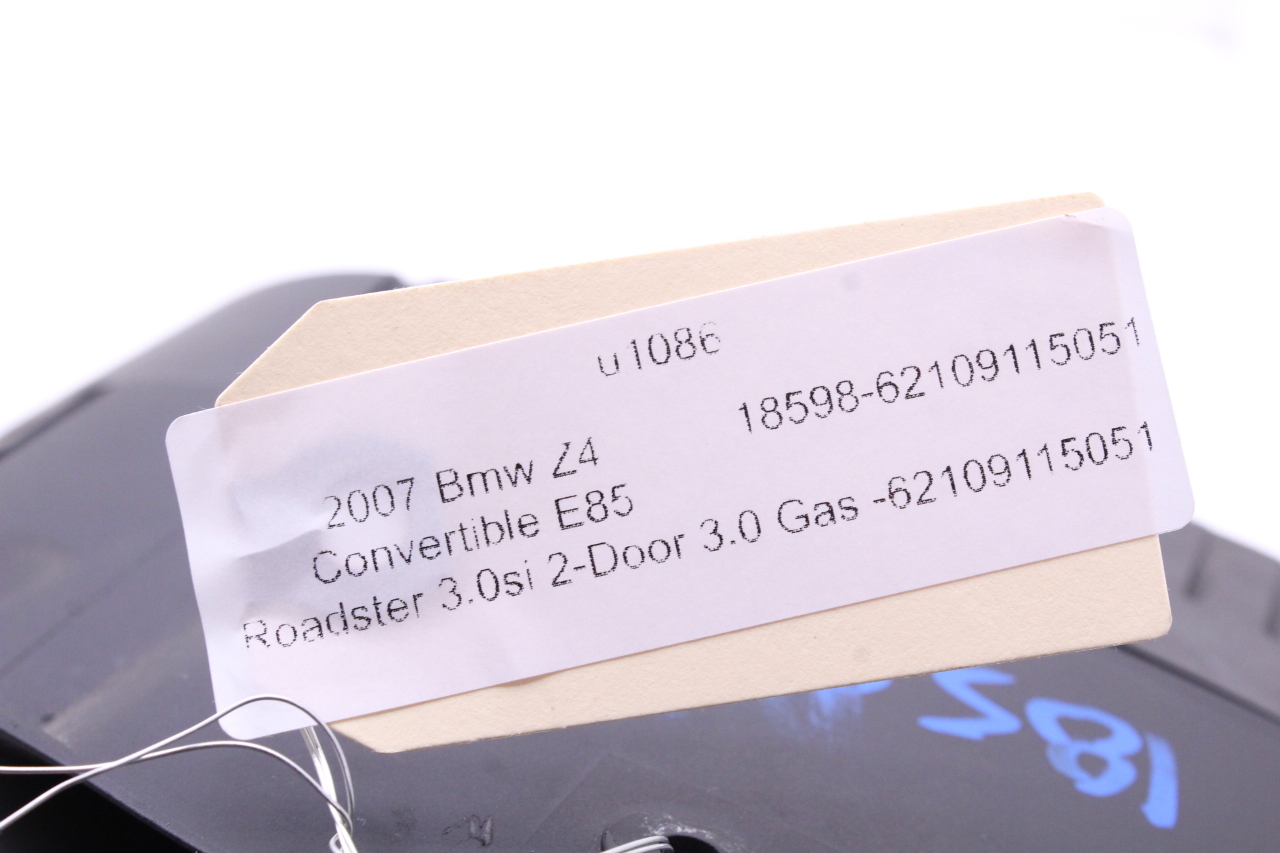 u1086
18598-62109115051
2007 Bmw Z4
Convertible E85
Roadster 3.0si 2-Door 3.0 Gas -62109115051